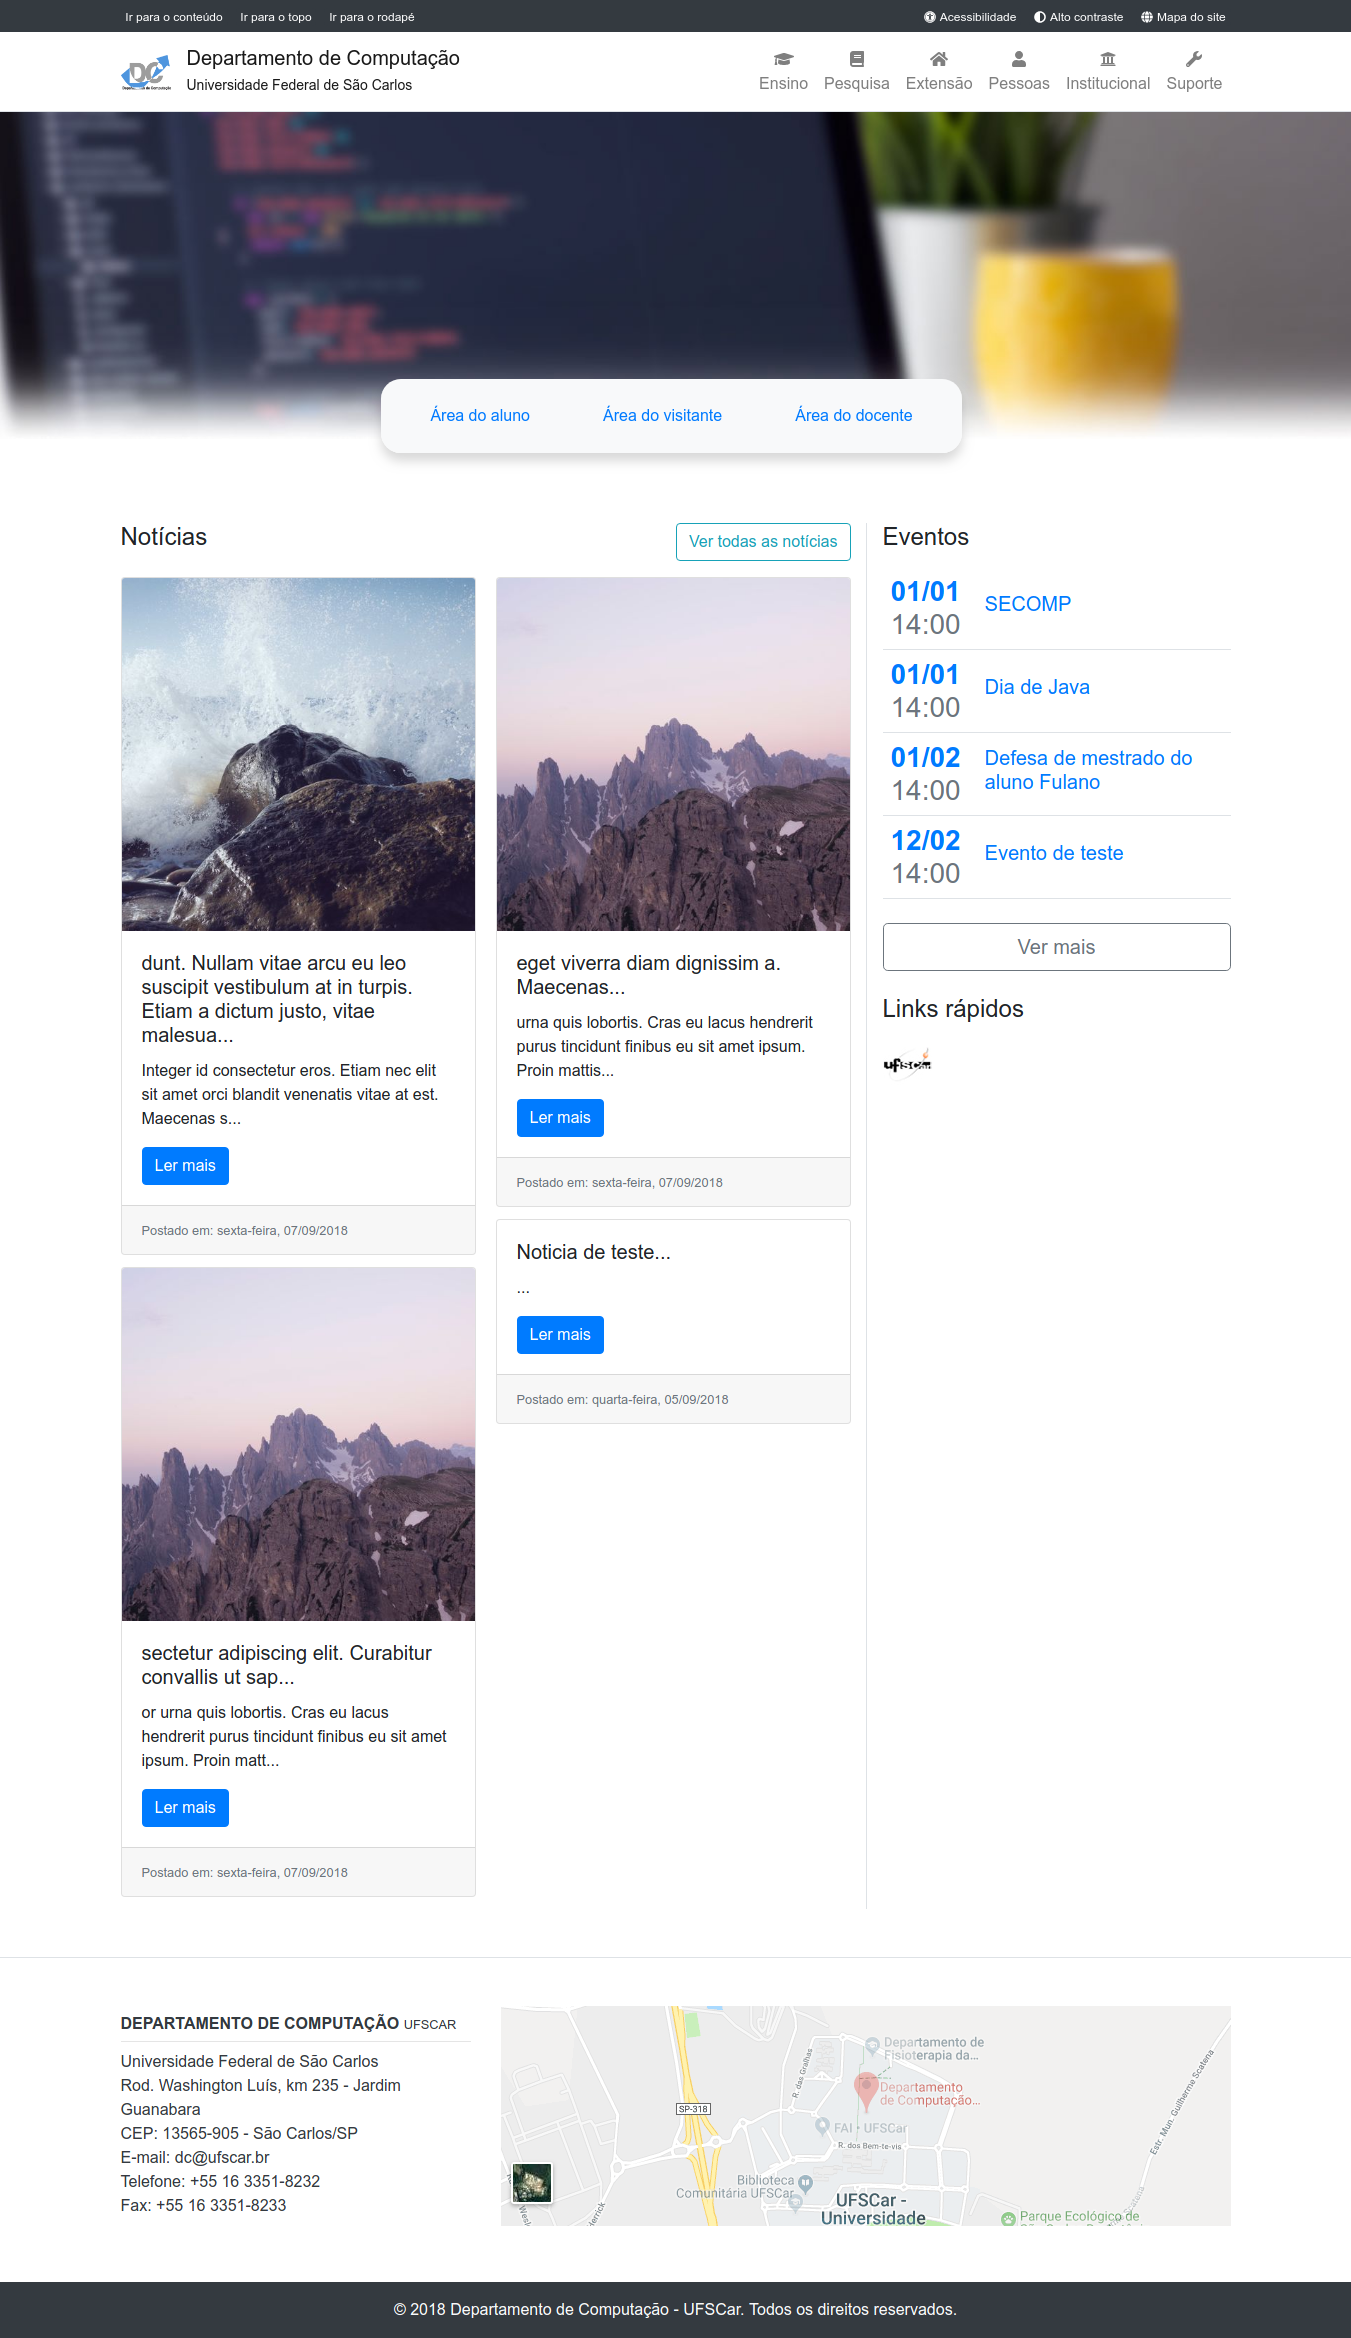 Ir para o conteúdo Ir para o topo Ir para o rodapé Acessibilidade Alto contraste Mapa do site
Departamento de Computação
Universidade Federal de São Carlos
Ensino Pesquisa Extensão Pessoas Institucional Suporte
Área do aluno Área do visitante Área do docente
Notícias
Ver todas as notícias
dunt. Nullam vitae arcu eu leo
suscipit vestibulum at in turpis.
Etiam a dictum justo, vitae
malesua...
Integer id consectetur eros. Etiam nec elit
sit amet orci blandit venenatis vitae at est.
Maecenas s...
Ler mais
Postado em: sexta-feira, 07/09/2018
sectetur adipiscing elit. Curabitur
convallis ut sap...
or urna quis lobortis. Cras eu lacus
hendrerit purus tincidunt finibus eu sit amet
ipsum. Proin matt...
Ler mais
Postado em: sexta-feira, 07/09/2018
eget viverra diam dignissim a.
Maecenas...
urna quis lobortis. Cras eu lacus hendrerit
purus tincidunt finibus eu sit amet ipsum.
Proin mattis...
Ler mais
Postado em: sexta-feira, 07/09/2018
Noticia de teste...
...
Ler mais
Postado em: quarta-feira, 05/09/2018
Eventos
01/01
14:00
SECOMP
01/01
14:00
Dia de Java
01/02
14:00
Defesa de mestrado do
aluno Fulano
12/02
14:00
Evento de teste
Ver mais
Links rápidos
DEPARTAMENTO DE COMPUTAÇÃO UFSCAR
Universidade Federal de São Carlos
Rod. Washington Luís, km 235 - Jardim
Guanabara
CEP: 13565-905 - São Carlos/SP
E-mail: dc@ufscar.br
Telefone: +55 16 3351-8232
Fax: +55 16 3351-8233
Departamento de
Fisioterapia da...
R. das Gralhas
Departamento
de Computação...
SP-318
FAI • UFSCar
R. dos Bem-te-vis
Estr. Mun. Guilherme Scatena
Biblioteca
Comunitária UFSCar
UFSCar -
Universidade
Parque Ecológico de
© 2018 Departamento de Computação - UFSCar. Todos os direitos reservados.